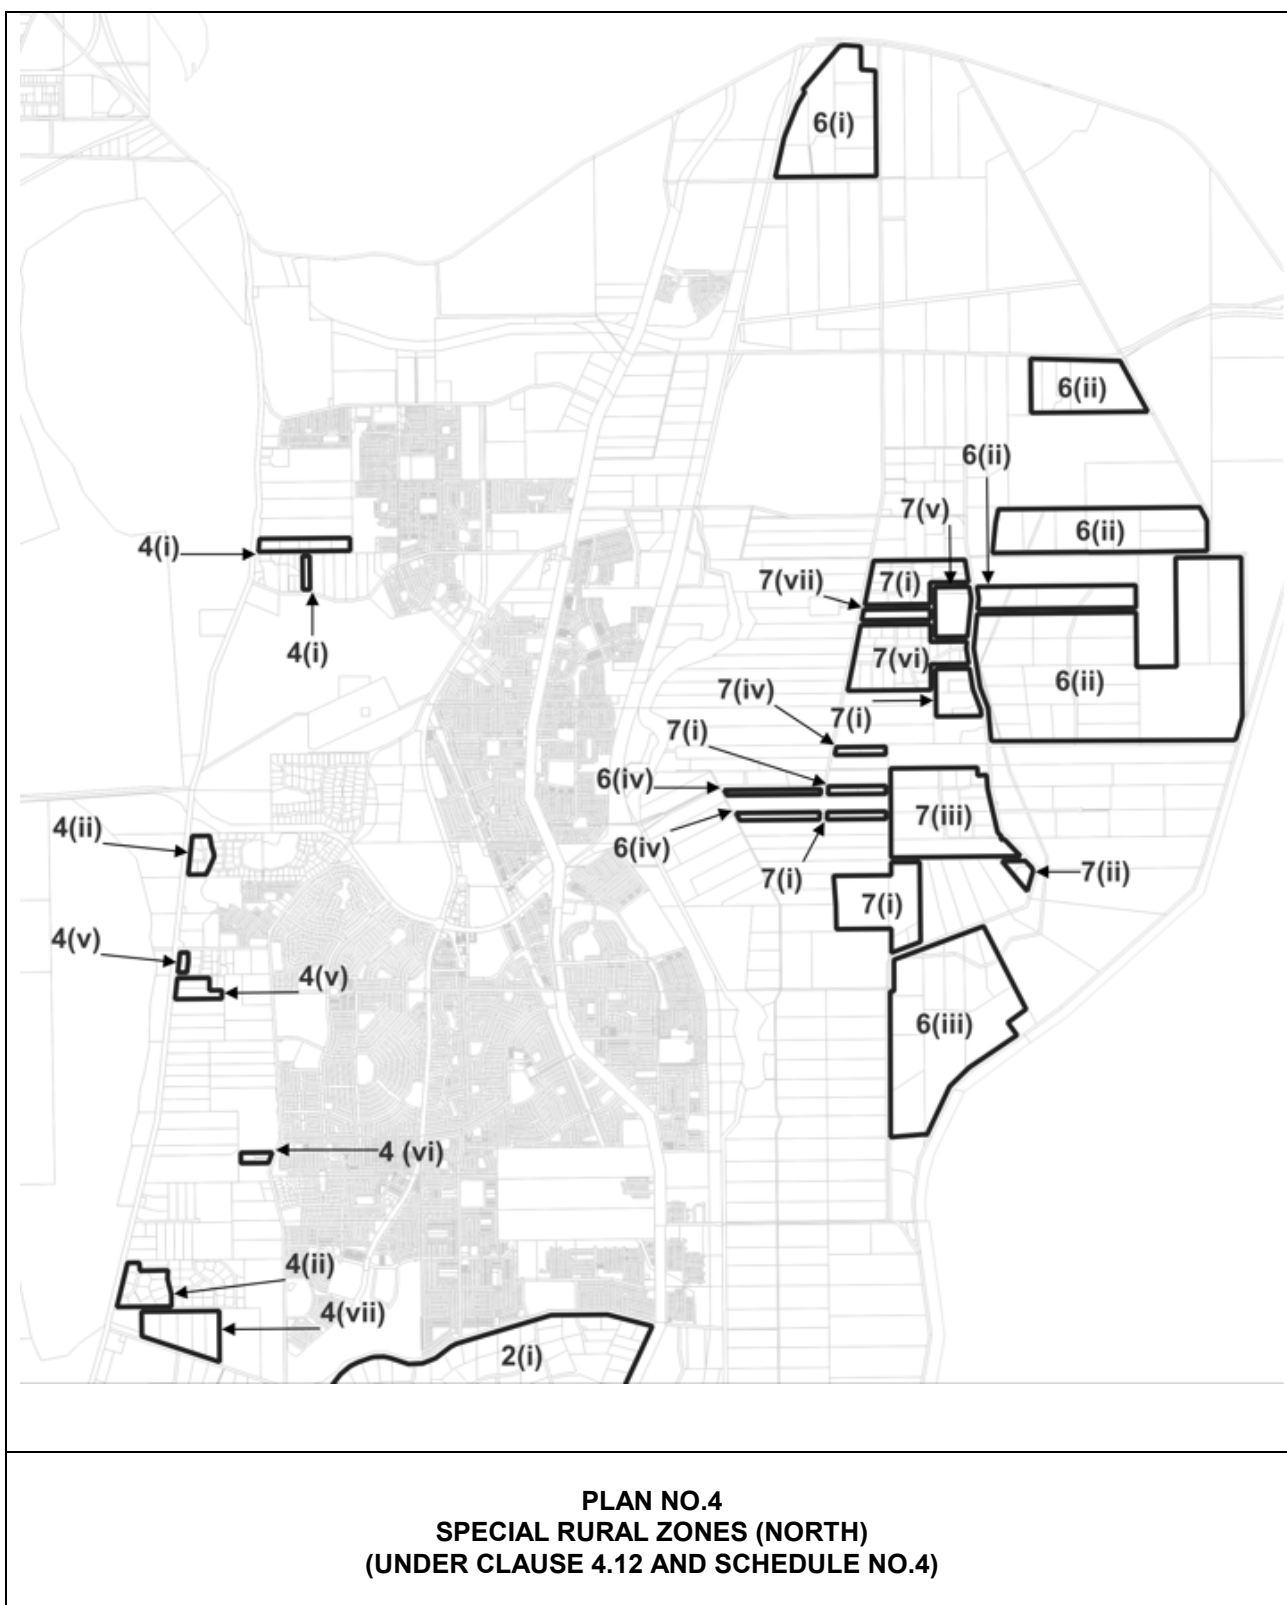 6(i)
6(ii)
6(ii)
7(v)
6(ii)
4(i)
7(vii)
7(i)
4(i)
7(vi)
6(ii)
7(iv)
7(i)
7(i)
6(iv)
7(iii)
4(ii)
6(iv)
7(i)
7(ii)
7(i)
4(v)
4(v)
6(iii)
4 (vi)
4(ii)
4(vii)
2(i)
PLAN NO.4
SPECIAL RURAL ZONES (NORTH)
(UNDER CLAUSE 4.12 AND SCHEDULE NO.4)